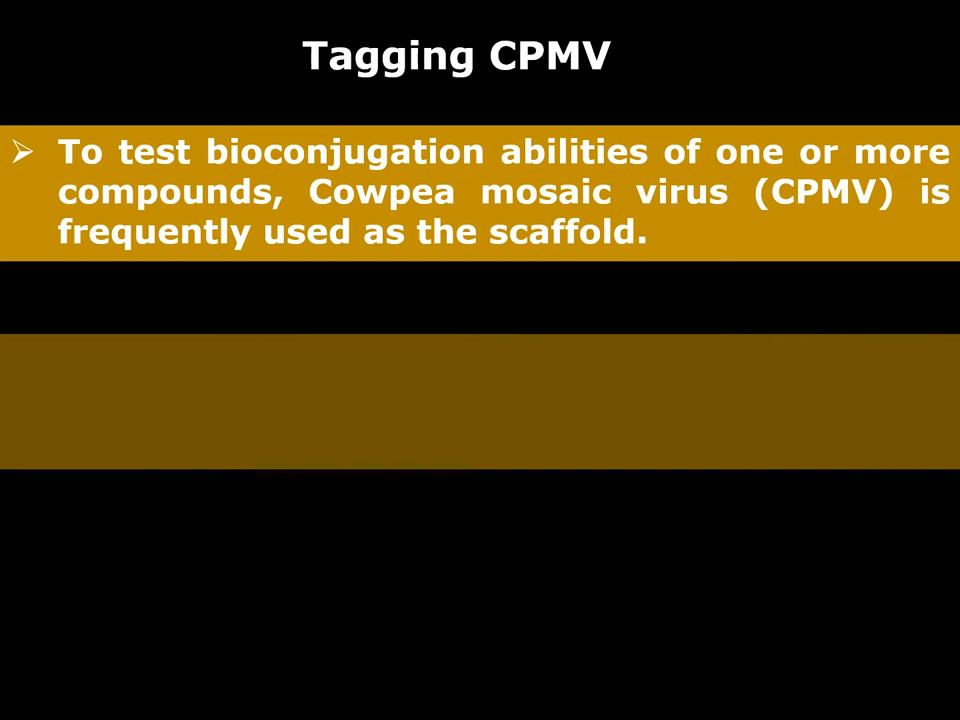 Tagging CPMV
➢ To test bioconjugation abilities of one or more
compounds, Cowpea mosaic virus (CPMV) is
frequently used as the scaffold.